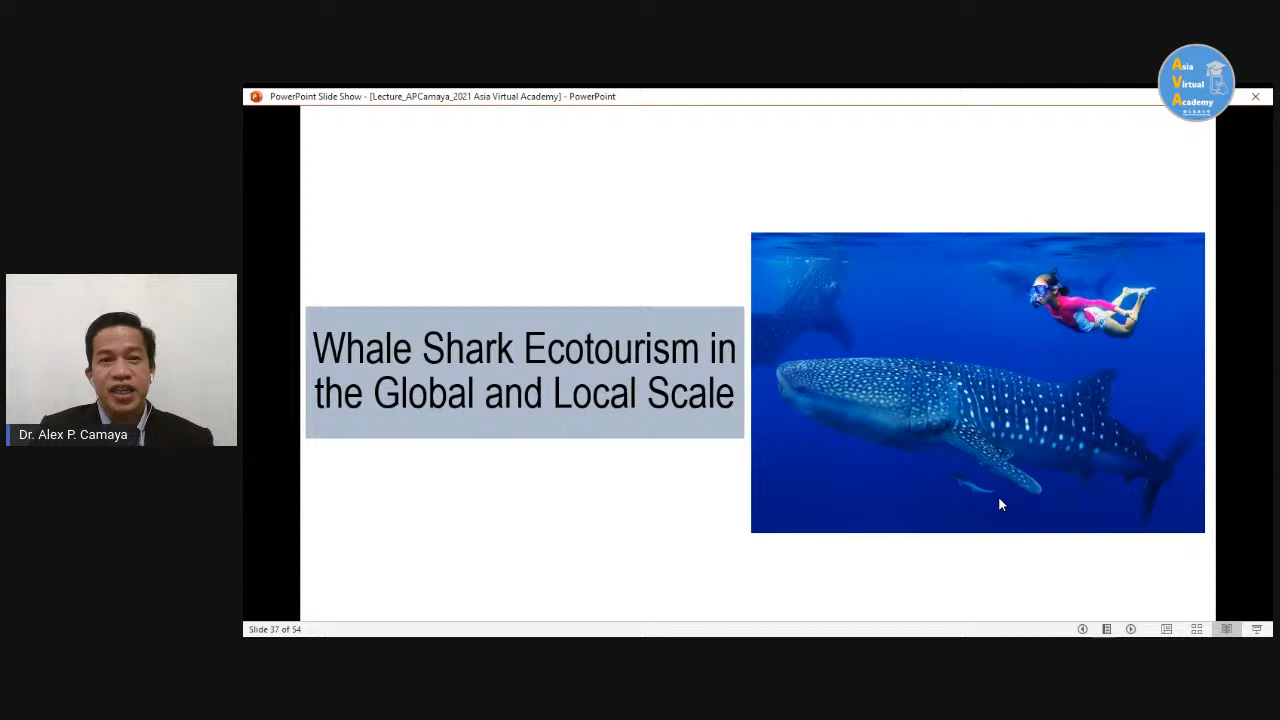 Asia
Virtual
Academy
PowerPoint Slide Show - [Lecture_APCamaya_2021 Asia Virtual Academy] - PowerPoint
Whale Shark Ecotourism in
the Global and Local Scale
Dr. Alex P. Camaya
Slide 37 of 54